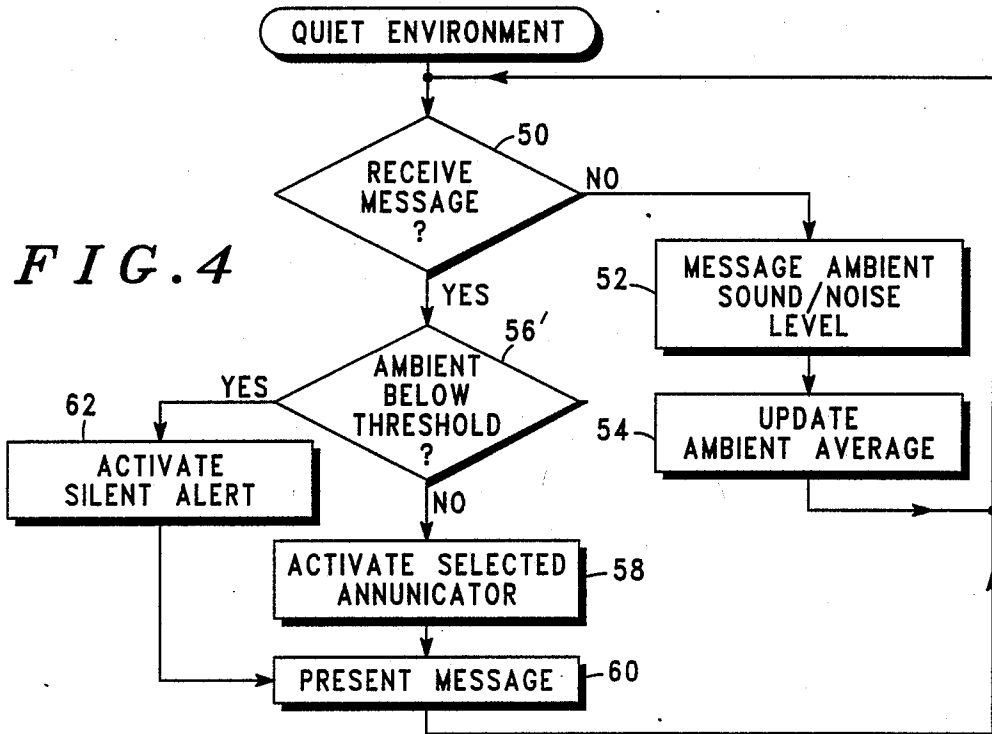 QUIET ENVIRONMENT
50
RECEIVE
MESSAGE
?
NO
YES
FIG.4
52
MESSAGE AMBIENT
SOUND/NOISE
LEVEL
56'
AMBIENT
BELOW
THRESHOLD
?
YES
NO
54
UPDATE
AMBIENT AVERAGE
62
ACTIVATE
SILENT ALERT
ACTIVATE SELECTED
ANNUNICATOR
58
PRESENT MESSAGE
60